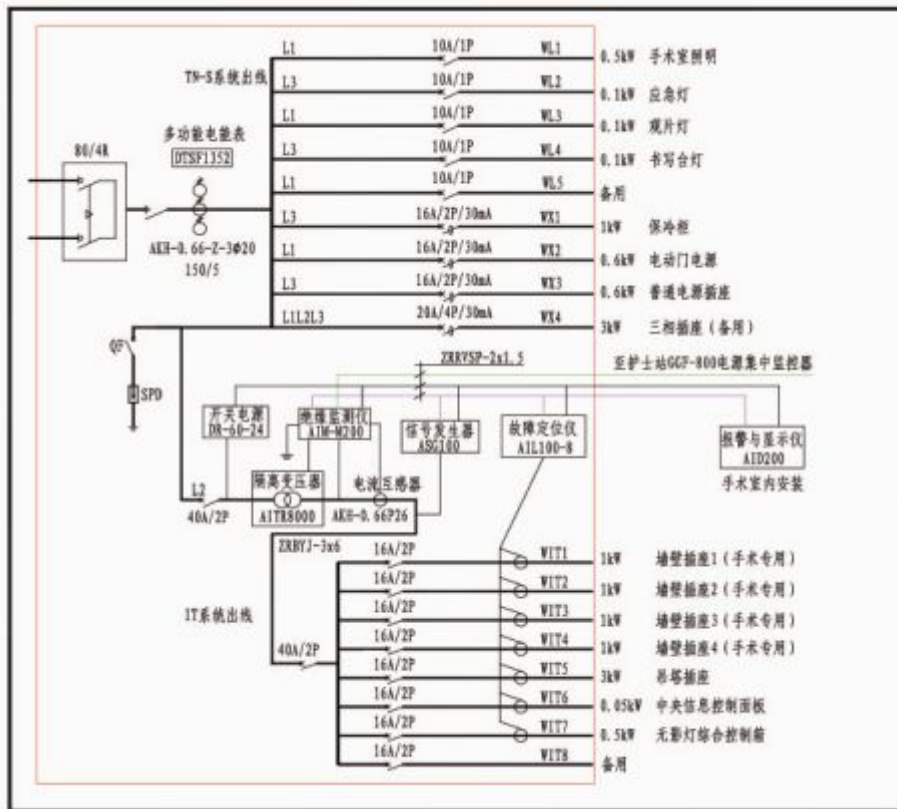 L1 10A/1P WL1 0.5kW 手术室照明
TN-S系统出线
L3 10A/1P WL2 0.1kW 应急灯
L1 10A/1P WL3 0.1kW 观片灯
多功能电能表
DTSF1352
80/4R
L3 10A/1P WL4 0.1kW 书写台灯
L1 10A/1P WL5 备用
L3 16A/2P/30mA WX1 1kW 保冷柜
AKH-0.66-Z-3Φ20
150/5
L1 16A/2P/30mA WX2 0.6kW 电动门电源
L3 16A/2P/30mA WX3 0.6kW 普通电源插座
L1L2L3 20A/4P/30mA WX4 3kW 三相插座(备用)
QF
SPD
ZRRVSP-2x1.5
至护士站GGF-800电源集中监控器
开关电源
DR-60-24
绝缘监测仪
AIM-M200
信号发生器
ASG100
故障定位仪
AIL100-8
报警与显示仪
AID200
手术室内安装
L2
40A/2P
隔离变压器
AITR8000
电流互感器
AKH-0.66P26
ZRBYJ-3x6
IT系统出线
40A/2P
16A/2P WIT1 1kW 墙壁插座1(手术专用)
16A/2P WIT2 1kW 墙壁插座2(手术专用)
16A/2P WIT3 1kW 墙壁插座3(手术专用)
16A/2P WIT4 1kW 墙壁插座4(手术专用)
16A/2P WIT5 3kW 吊塔插座
16A/2P WIT6 0.05kW 中央信息控制面板
16A/2P WIT7 0.5kW 无影灯综合控制箱
16A/2P WIT8 备用